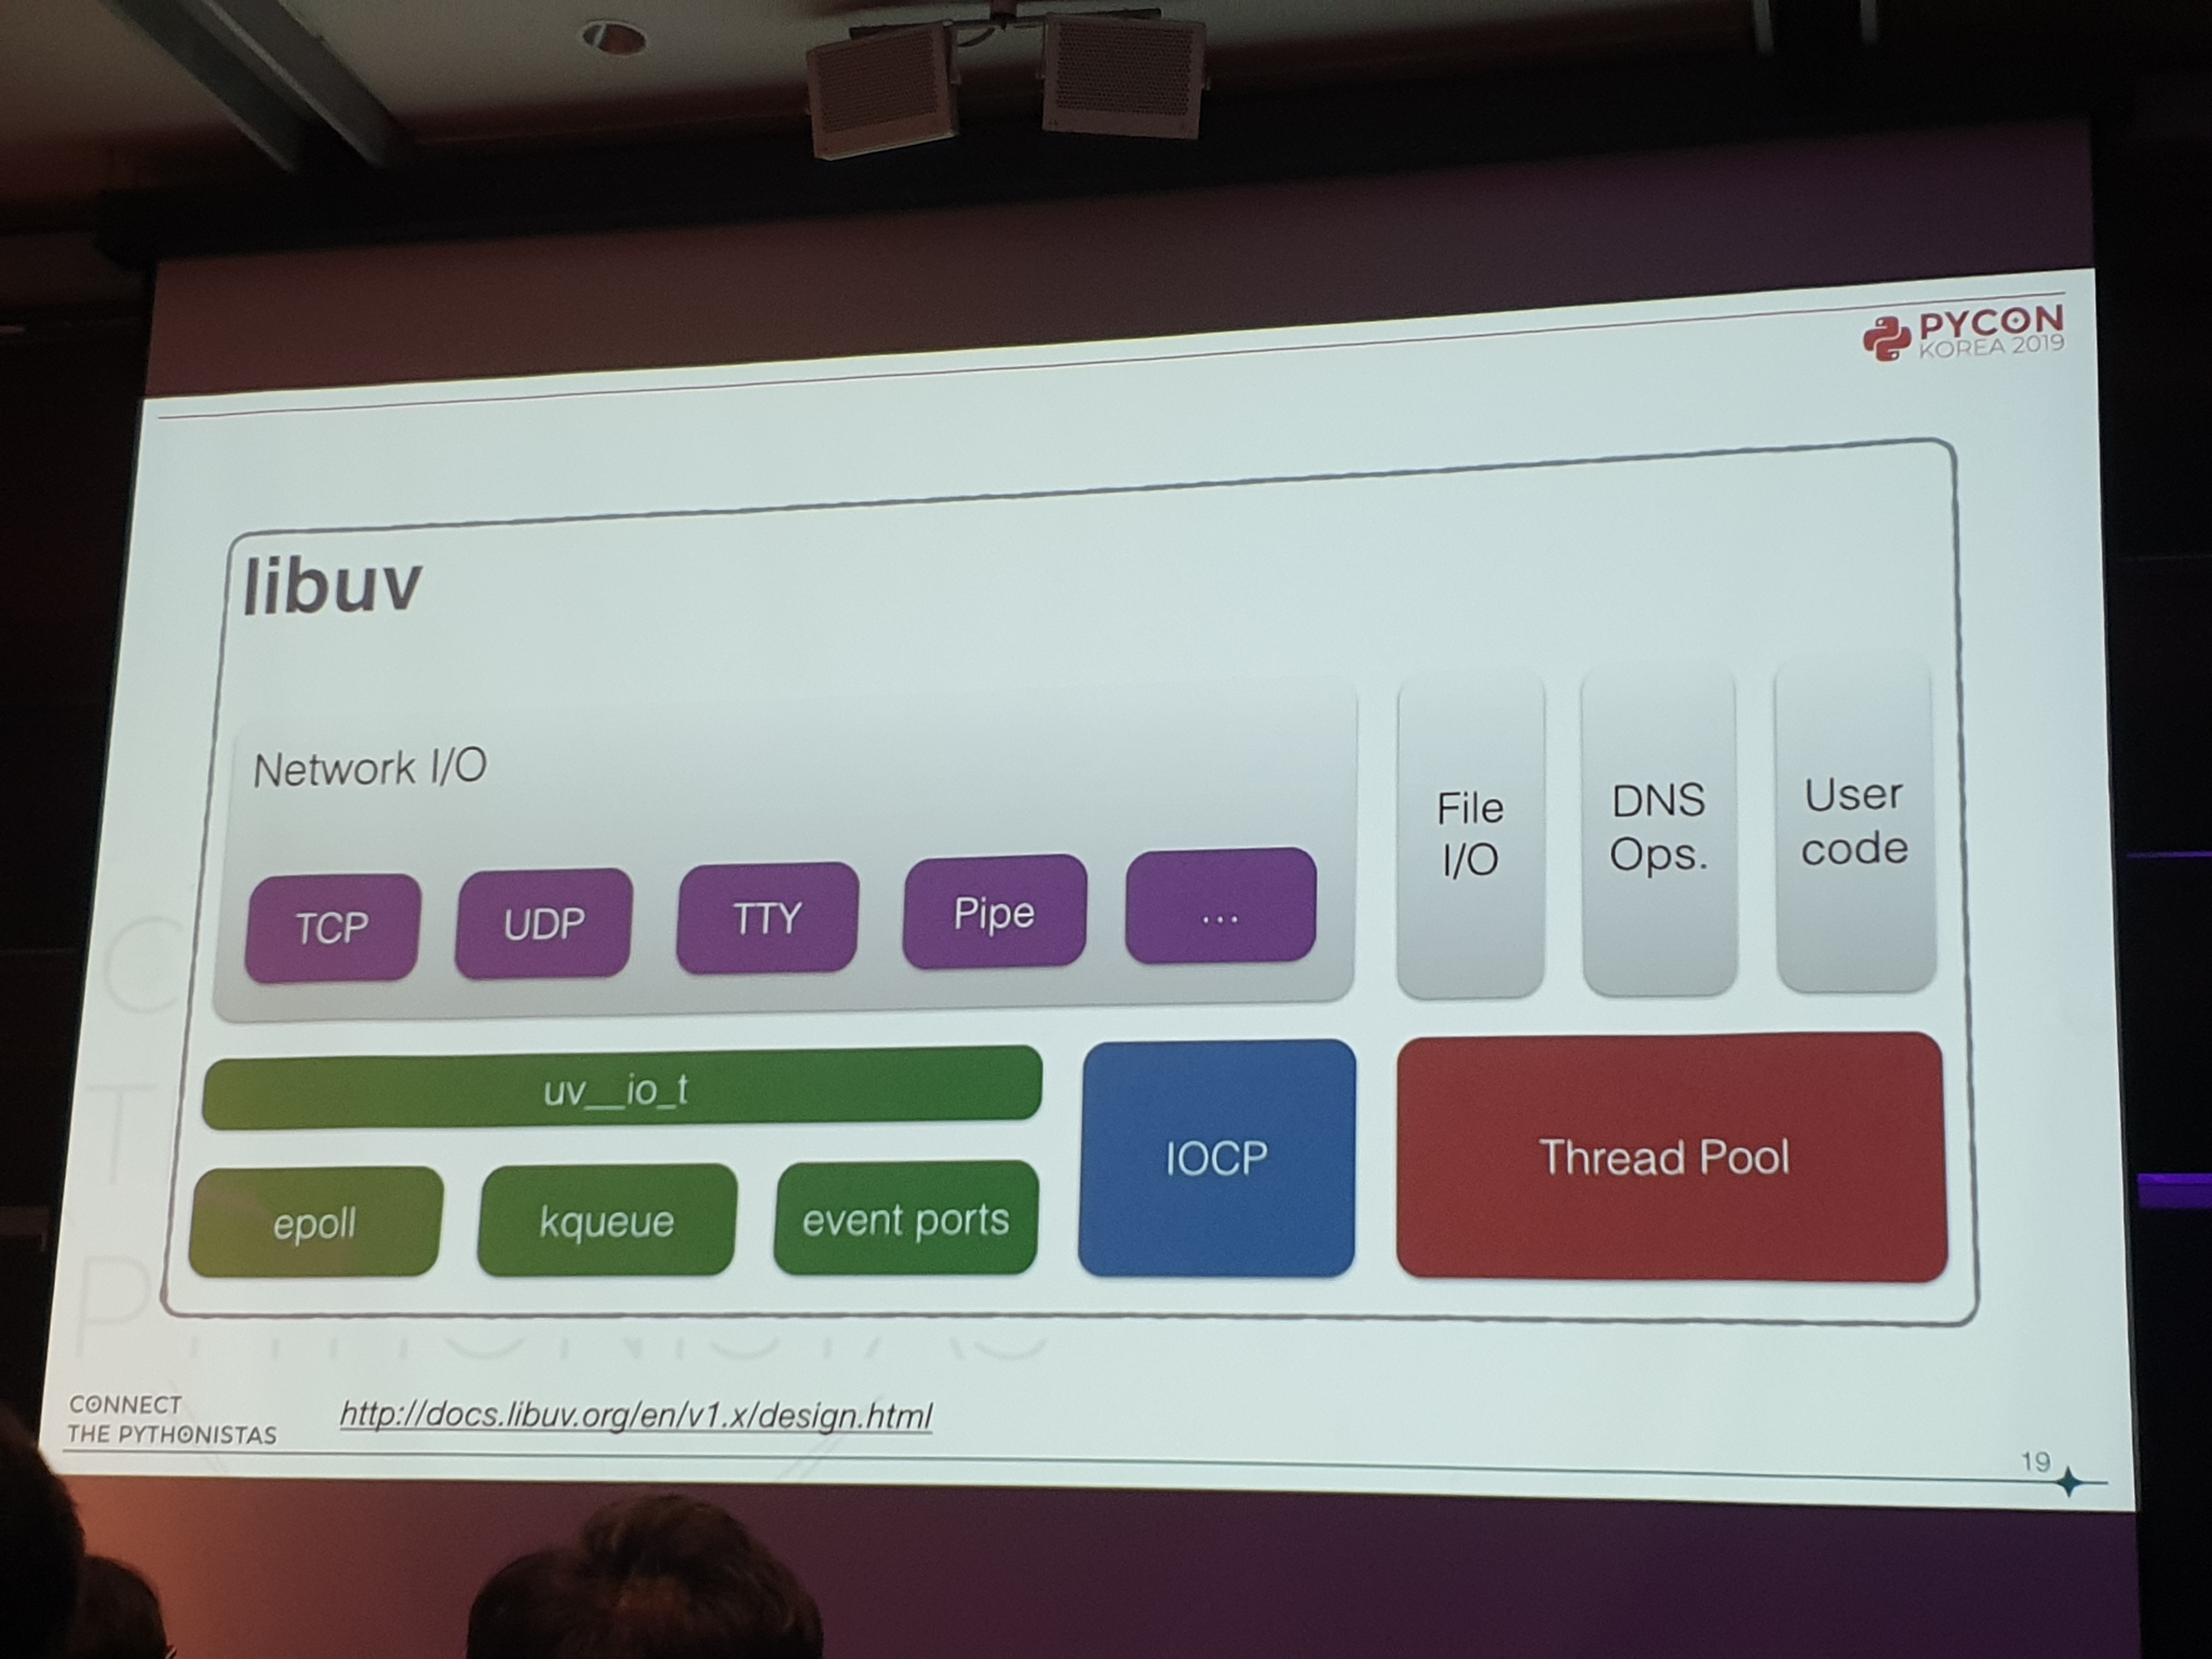 PYCON
KOREA 2019
libuv
Network I/O
TCP
UDP
TTY
Pipe
...
File
I/O
DNS
Ops.
User
code
uv__io_t
epoll
kqueue
event ports
IOCP
Thread Pool
CONNECT
THE PYTHONISTAS
http://docs.libuv.org/en/v1.x/design.html
19